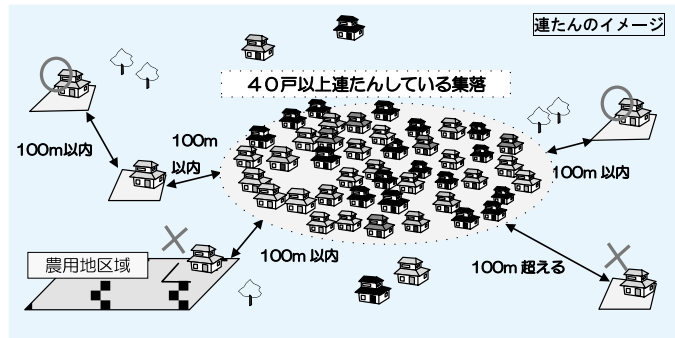 連たんのイメージ
４０戸以上連たんしている集落
100m以内
100m
以内
100m 以内
農用地区域
100m 以内
100m 超える